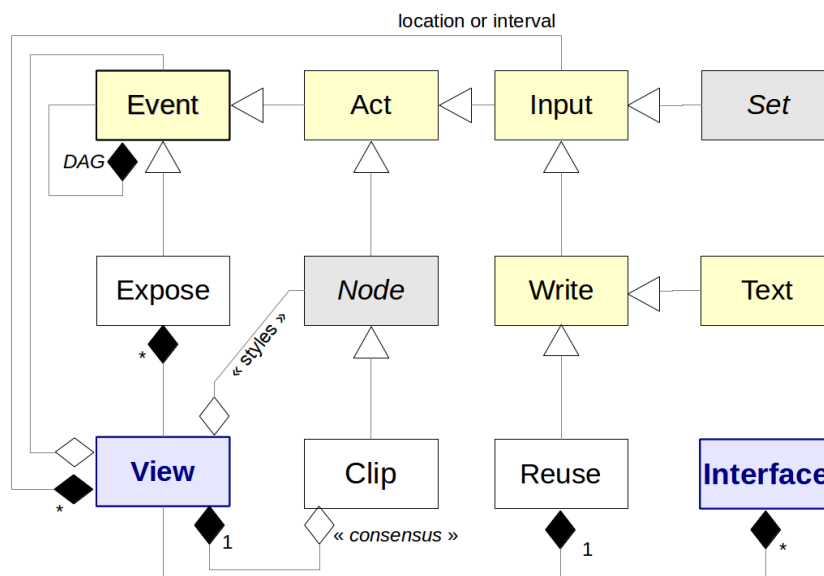 location or interval
Event
Act
Input
Set
DAG
Expose
Node
Write
Text
*
« styles »
View
Clip
Reuse
Interface
*
1
« consensus »
1
*